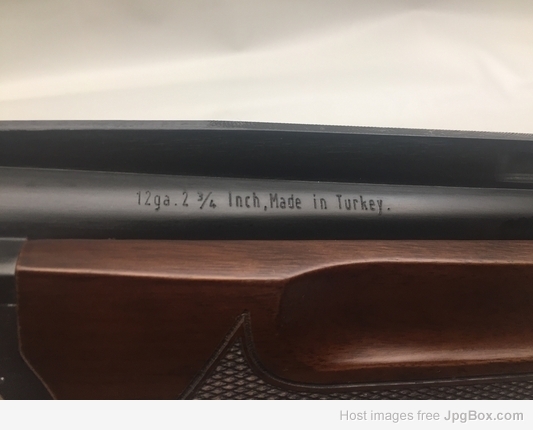 12ga.2 ¾ Inch,Made in Turkey.
Host images free JpgBox.com